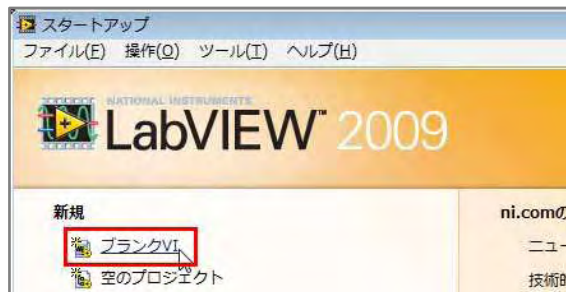 スタートアップ
ファイル(F) 操作(O) ツール(T) ヘルプ(H)
NATIONAL INSTRUMENTS
LabVIEW™ 2009
新規
ni.comの
ブランクVI
ニュー
空のプロジェクト
技術的